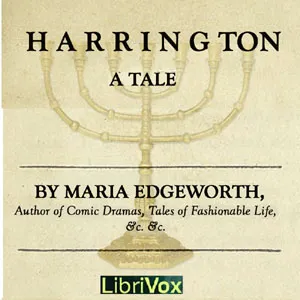 HARRINGTON
A TALE
BY MARIA EDGEWORTH,
Author of Comic Dramas, Tales of Fashionable Life,
&c. &c.
LibriVox